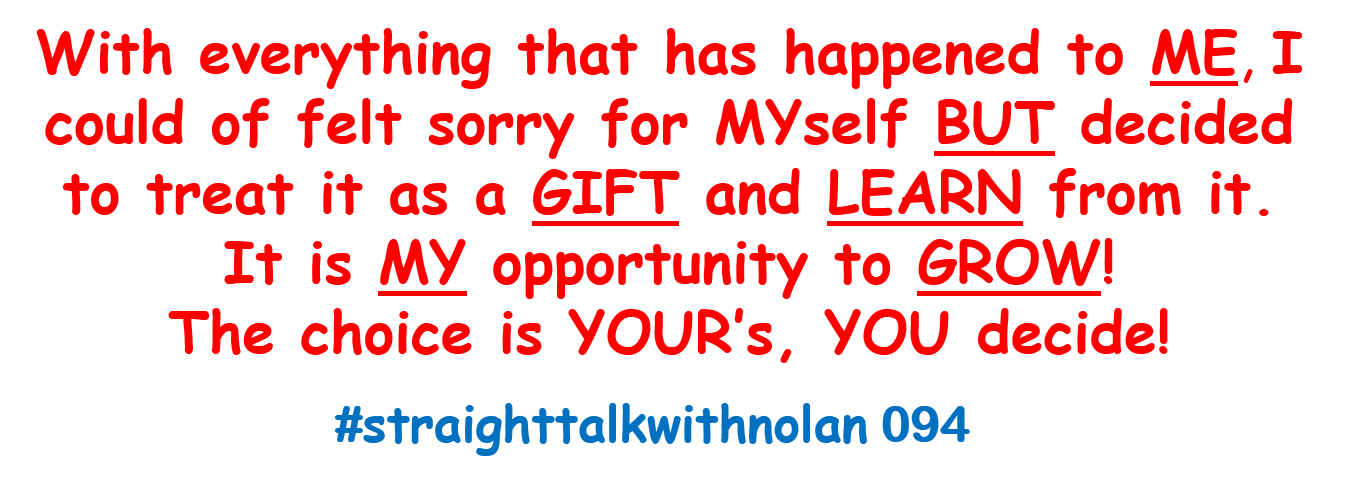 With everything that has happened to ME, I
could of felt sorry for MYself BUT decided
to treat it as a GIFT and LEARN from it.
It is MY opportunity to GROW!
The choice is YOUR’s, YOU decide!
#straighttalkwithnolan 094